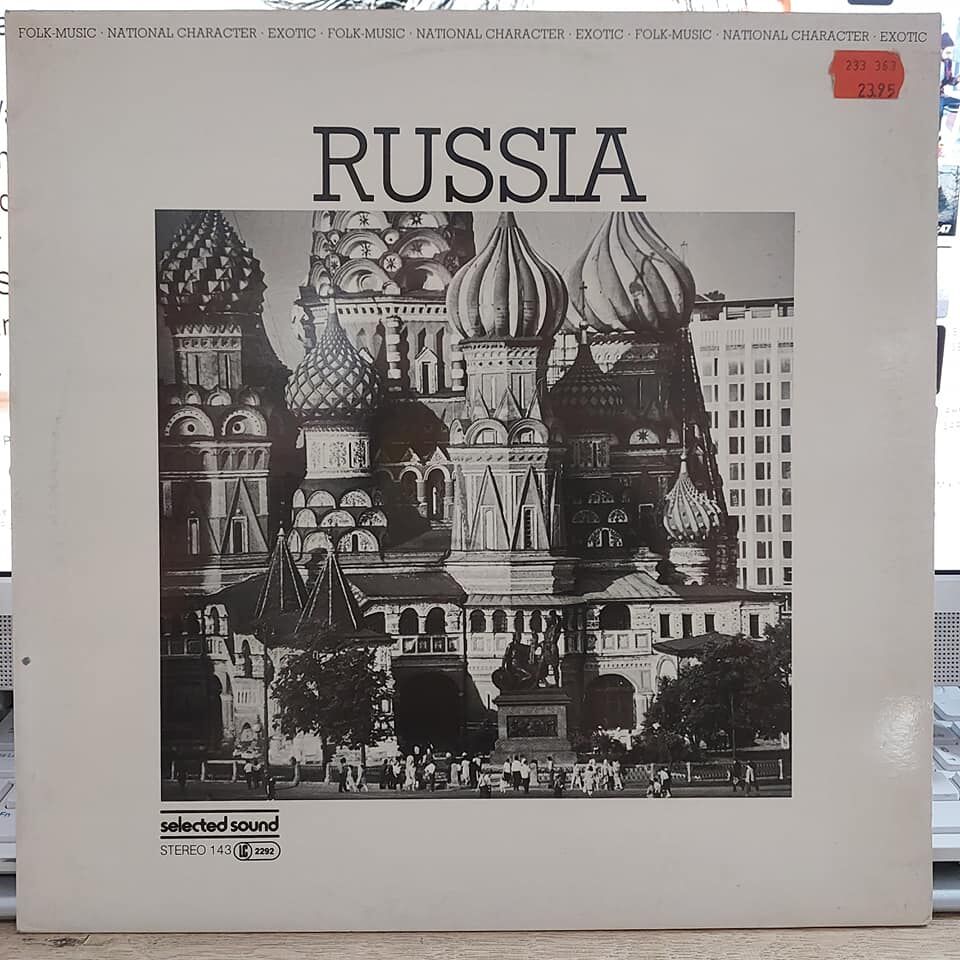 FOLK-MUSIC · NATIONAL CHARACTER · EXOTIC · FOLK-MUSIC · NATIONAL CHARACTER · EXOTIC · FOLK-MUSIC · NATIONAL CHARACTER · EXOTIC
233 363
23.95
RUSSIA
selected sound
STEREO 143 LC 2292